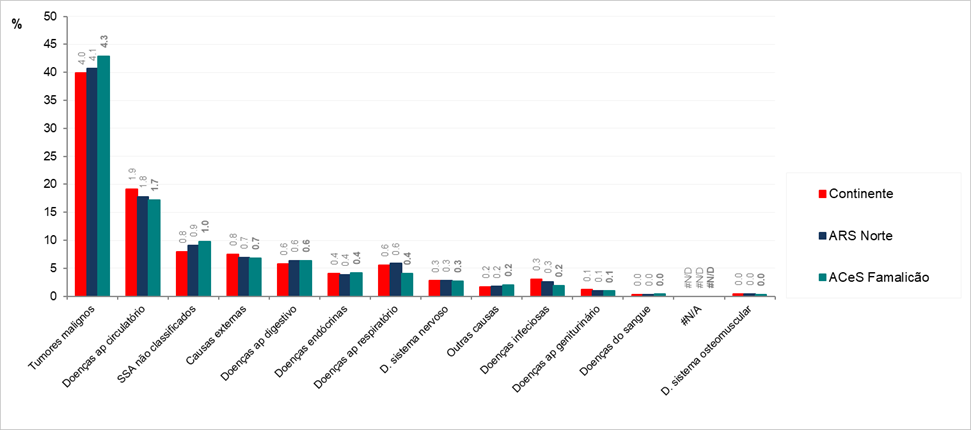 %
50
45
40
35
30
25
20
15
10
5
0
4.0 4.1 4.3
1.9 1.8 1.7
0.8 0.9 1.0
0.8 0.7 0.7
0.6 0.6 0.6
0.4 0.4 0.4
0.6 0.6 0.4
0.3 0.3 0.3
0.2 0.2 0.2
0.3 0.3 0.2
0.1 0.1 0.1
0.0 0.0 0.0
#N/D #N/D #N/D
0.0 0.0 0.0
Tumores malignos
Doenças ap circulatório
SSA não classificados
Causas externas
Doenças ap digestivo
Doenças endócrinas
Doenças ap respiratório
D. sistema nervoso
Outras causas
Doenças infeciosas
Doenças ap geniturinário
Doenças do sangue
#N/A
D. sistema osteomuscular
Continente
ARS Norte
ACeS Famalicão